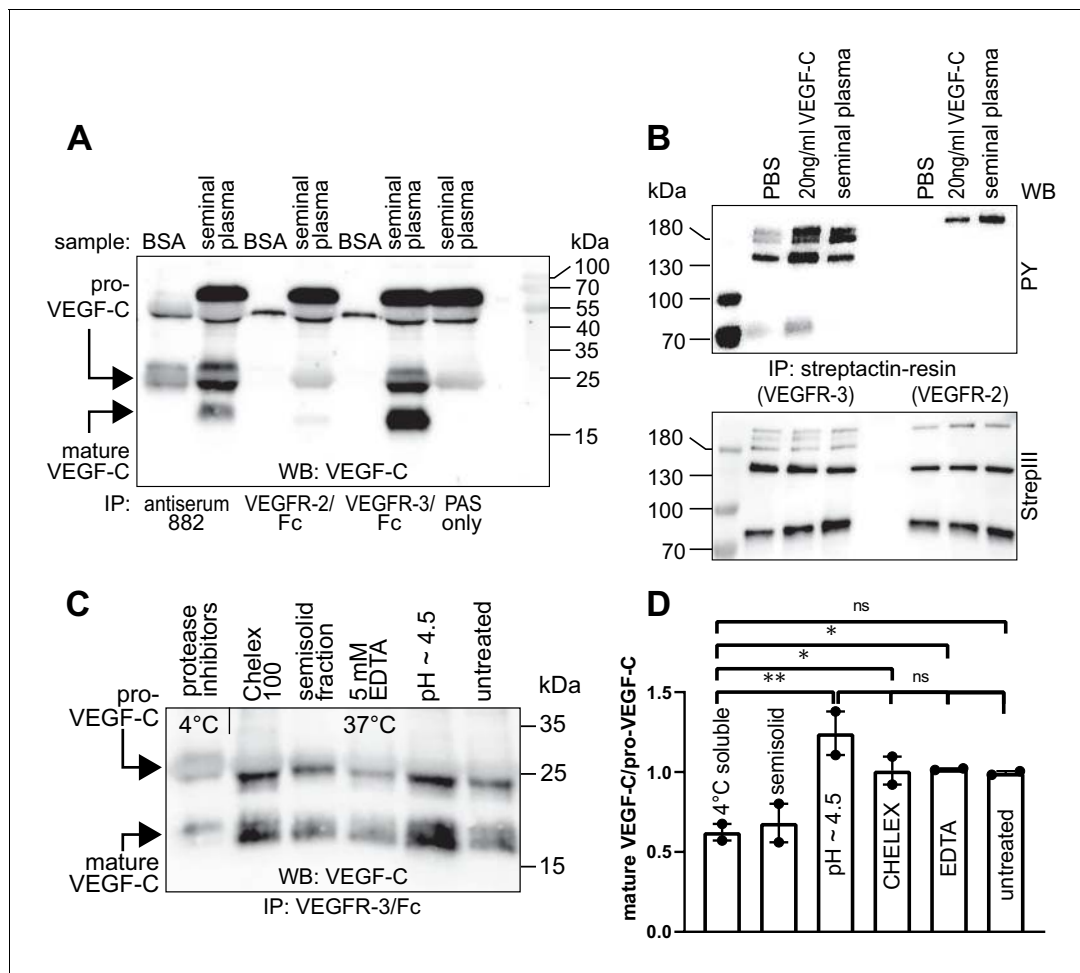 A
sample: BSA seminal plasma BSA seminal plasma BSA seminal plasma seminal plasma
kDa
100
70
55
40
35
25
15
pro-
VEGF-C
mature
VEGF-C
WB: VEGF-C
IP: antiserum 882 VEGFR-2/Fc VEGFR-3/Fc PAS only
B
PBS 20ng/ml VEGF-C seminal plasma PBS 20ng/ml VEGF-C seminal plasma
kDa WB
180
130
100
70
PY
IP: streptactin-resin
(VEGFR-3) (VEGFR-2)
180
130
100
70
StrepIII
C
protease inhibitors Chelex 100 semisolid fraction 5 mM EDTA pH ~ 4.5 untreated
4°C 37°C
kDa
35
25
15
pro-
VEGF-C
mature
VEGF-C
WB: VEGF-C
IP: VEGFR-3/Fc
D
ns
*
*
** ns
mature VEGF-C/pro-VEGF-C
1.5
1.0
0.5
0.0
4°C soluble semisolid pH ~ 4.5 CHELEX EDTA untreated